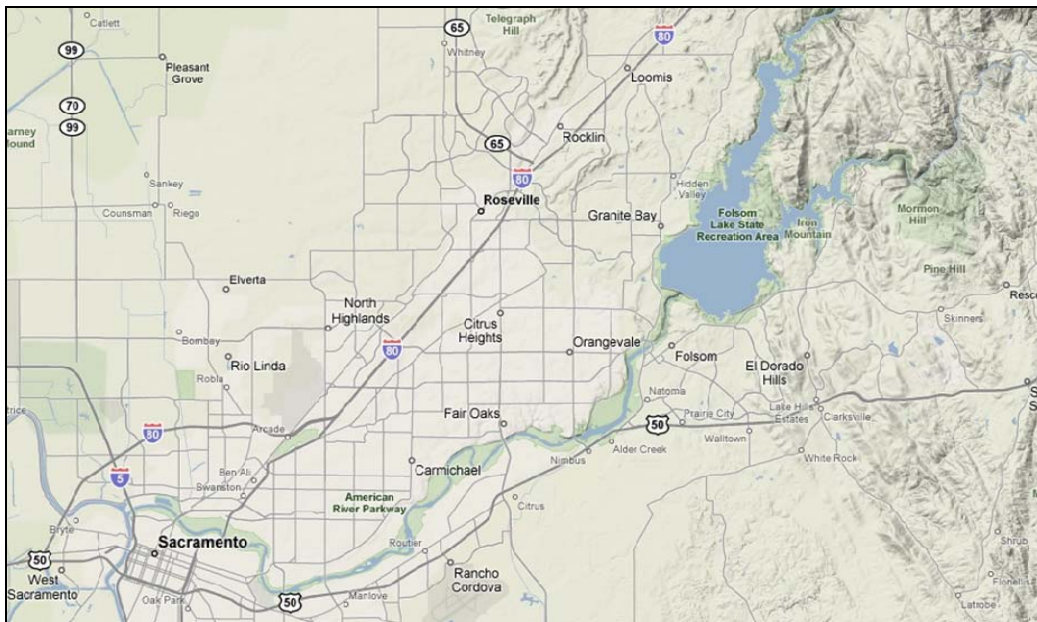 Catlett
Telegraph
Hill
65
80
99
Whitney
Pleasant
Grove
Loomis
70
99
65
Rocklin
80
Sankey
Hidden
Valley
Roseville
Counsman
Riego
Granite Bay
Folsom
Lake State
Recreation Area
Iron
Mountain
Mormon
Hill
Pine Hill
Elverta
North
Highlands
Citrus
Heights
Skinners
Bombay
80
Orangevale
Folsom
Rio Linda
El Dorado
Hills
Robla
Natoma
Fair Oaks
Prairie City
Lake Hills
Estates
Clarksville
Arcade
80
50
Walltown
Alder Creek
Nimbus
White Rock
Carmichael
Ben Ali
5
Swanston
American
River Parkway
Citrus
Bryte
Sacramento
Routier
Shrub
50
West
Sacramento
Rancho
Cordova
Oak Park
50
Manlove
Latrobe